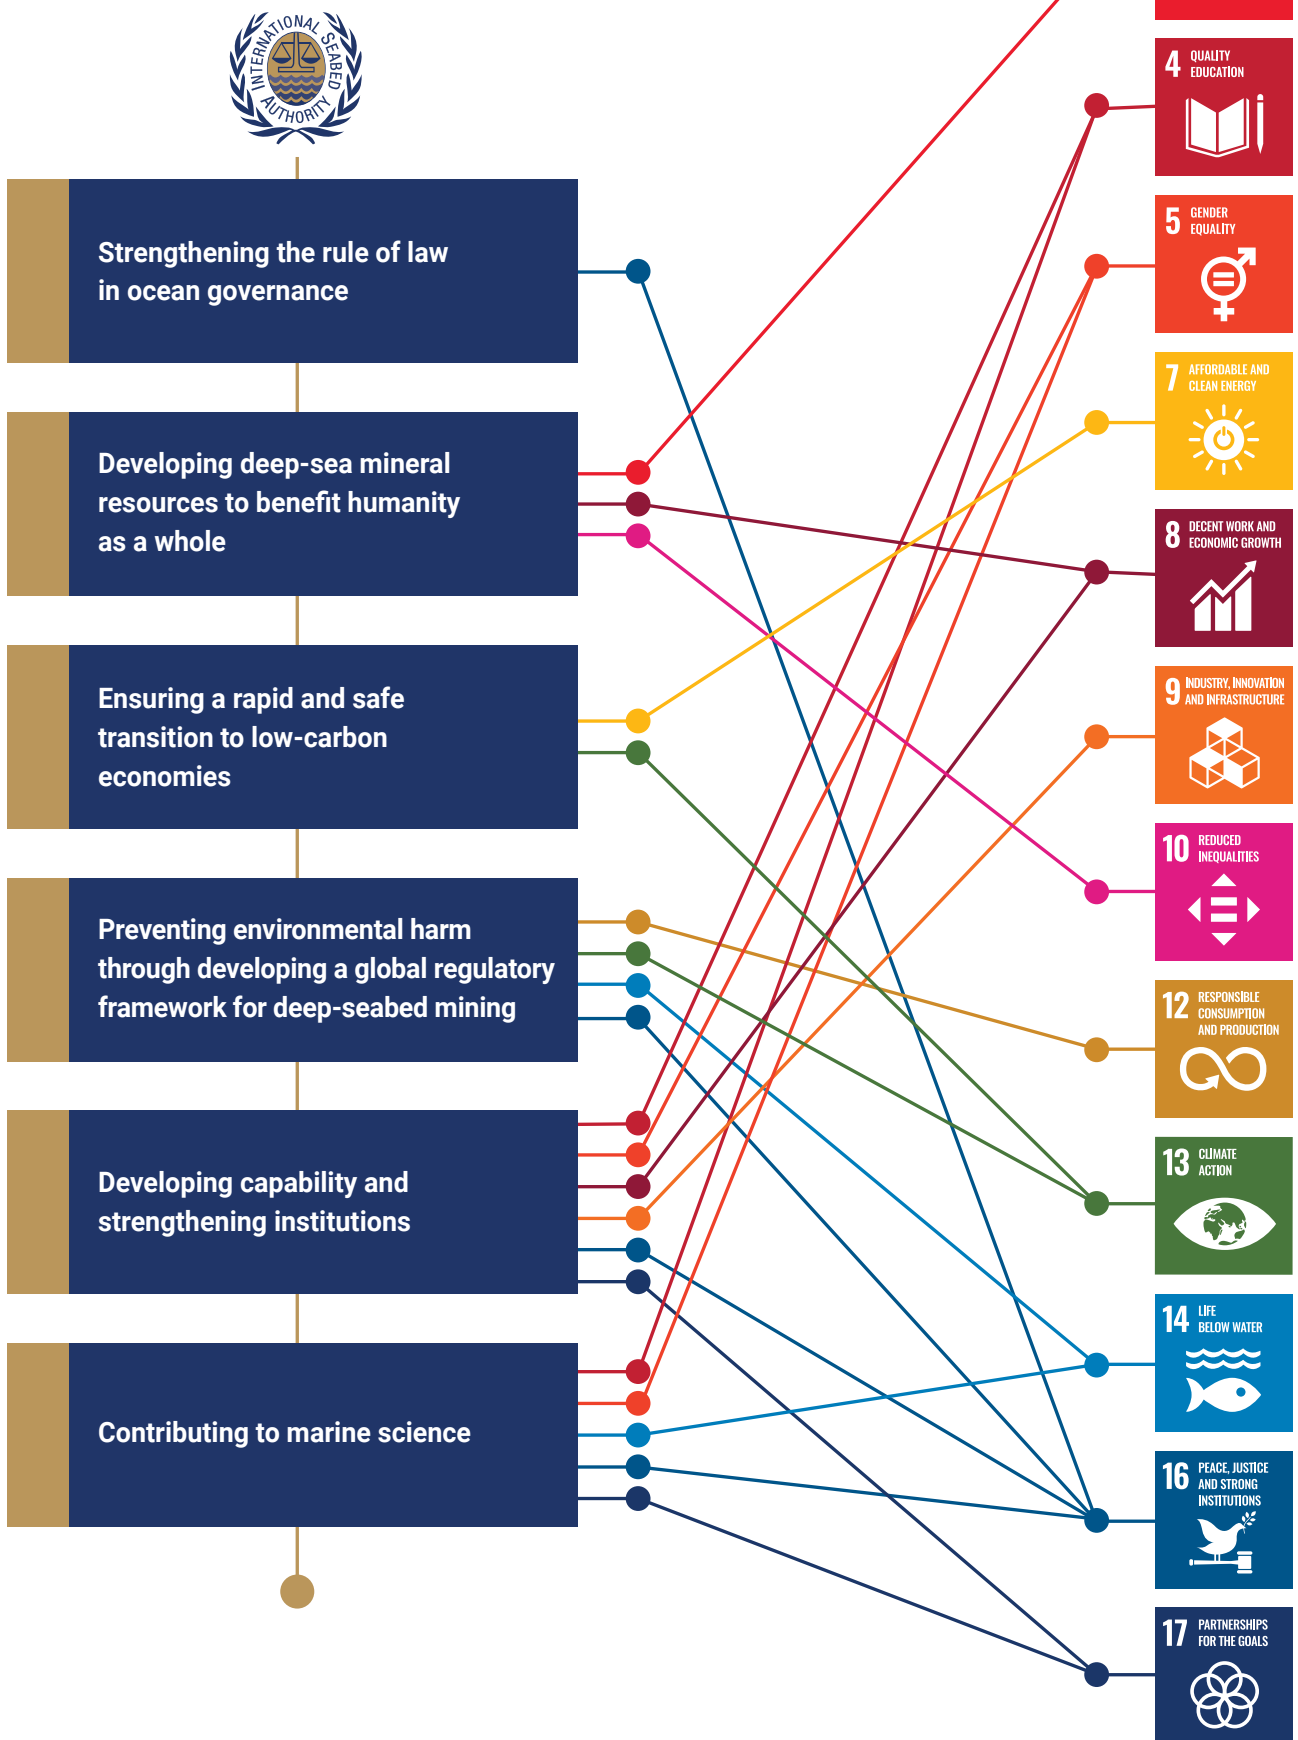 INTERNATIONAL SEABED
AUTHORITY
Strengthening the rule of law
in ocean governance
Developing deep-sea mineral
resources to benefit humanity
as a whole
Ensuring a rapid and safe
transition to low-carbon
economies
Preventing environmental harm
through developing a global regulatory
framework for deep-seabed mining
Developing capability and
strengthening institutions
Contributing to marine science
4 QUALITY
EDUCATION
5 GENDER
EQUALITY
7 AFFORDABLE AND
CLEAN ENERGY
8 DECENT WORK AND
ECONOMIC GROWTH
9 INDUSTRY, INNOVATION
AND INFRASTRUCTURE
10 REDUCED
INEQUALITIES
12 RESPONSIBLE
CONSUMPTION
AND PRODUCTION
13 CLIMATE
ACTION
14 LIFE
BELOW WATER
16 PEACE, JUSTICE
AND STRONG
INSTITUTIONS
17 PARTNERSHIPS
FOR THE GOALS